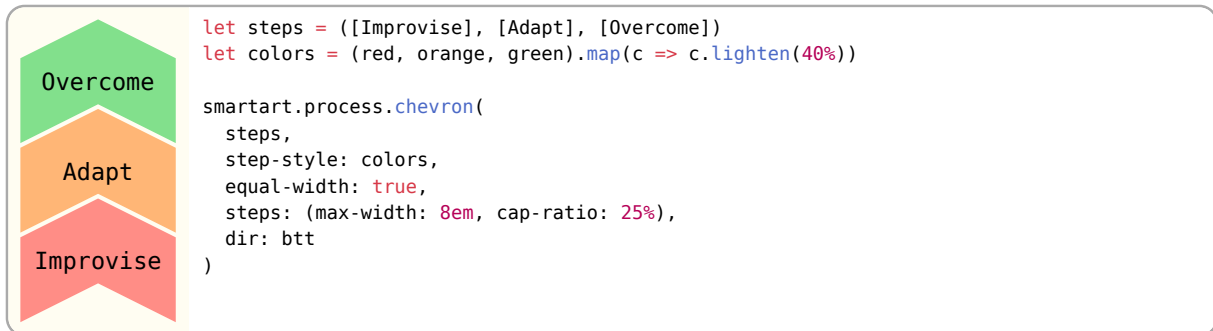 Overcome
Adapt
Improvise
let steps = ([Improvise], [Adapt], [Overcome])
let colors = (red, orange, green).map(c => c.lighten(40%))

smartart.process.chevron(
  steps,
  step-style: colors,
  equal-width: true,
  steps: (max-width: 8em, cap-ratio: 25%),
  dir: btt
)